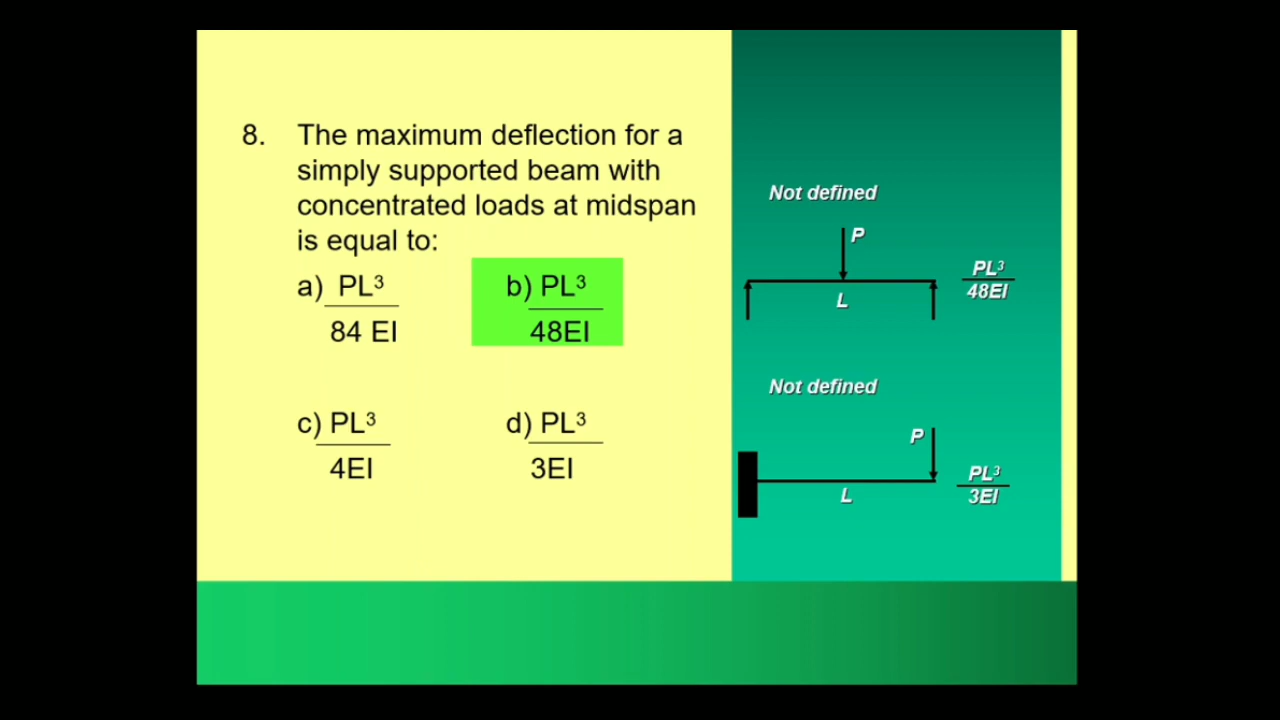 8. The maximum deflection for a
simply supported beam with
concentrated loads at midspan
is equal to:
a) PL³
84 EI
b) PL³
48EI
c) PL³
4EI
d) PL³
3EI
Not defined
P
L
PL³
48EI
Not defined
P
L
PL³
3EI